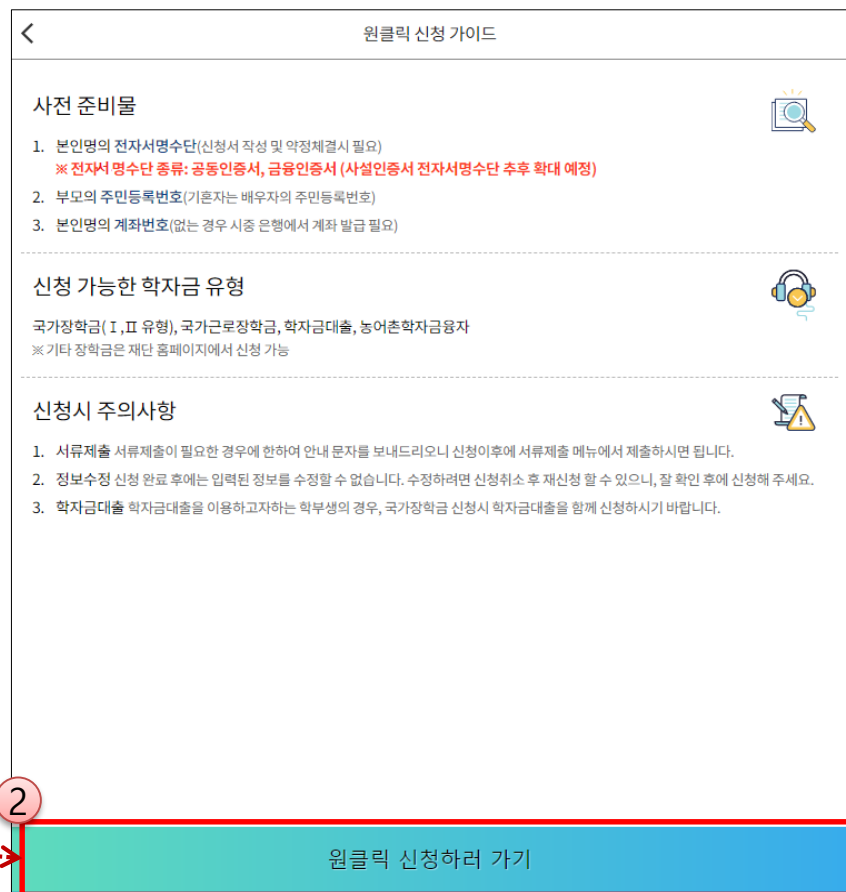 원클릭 신청 가이드
사전 준비물
1. 본인명의 전자서명수단(신청서 작성 및 약정체결시 필요)
※ 전자서명수단 종류: 공동인증서, 금융인증서 (사설인증서 전자서명수단 추후 확대 예정)
2. 부모의 주민등록번호(기혼자는 배우자의 주민등록번호)
3. 본인명의 계좌번호(없는 경우 시중 은행에서 계좌 발급 필요)
신청 가능한 학자금 유형
국가장학금(Ⅰ,Ⅱ 유형), 국가근로장학금, 학자금대출, 농어촌학자금융자
※ 기타 장학금은 재단 홈페이지에서 신청 가능
신청시 주의사항
1. 서류제출 서류제출이 필요한 경우에 한하여 안내 문자를 보내드리오니 신청이후에 서류제출 메뉴에서 제출하시면 됩니다.
2. 정보수정 신청 완료 후에는 입력된 정보를 수정할 수 없습니다. 수정하려면 신청취소 후 재신청 할 수 있으니, 잘 확인 후에 신청해 주세요.
3. 학자금대출 학자금대출을 이용하고자하는 학부생의 경우, 국가장학금 신청시 학자금대출을 함께 신청하시기 바랍니다.
2
원클릭 신청하러 가기